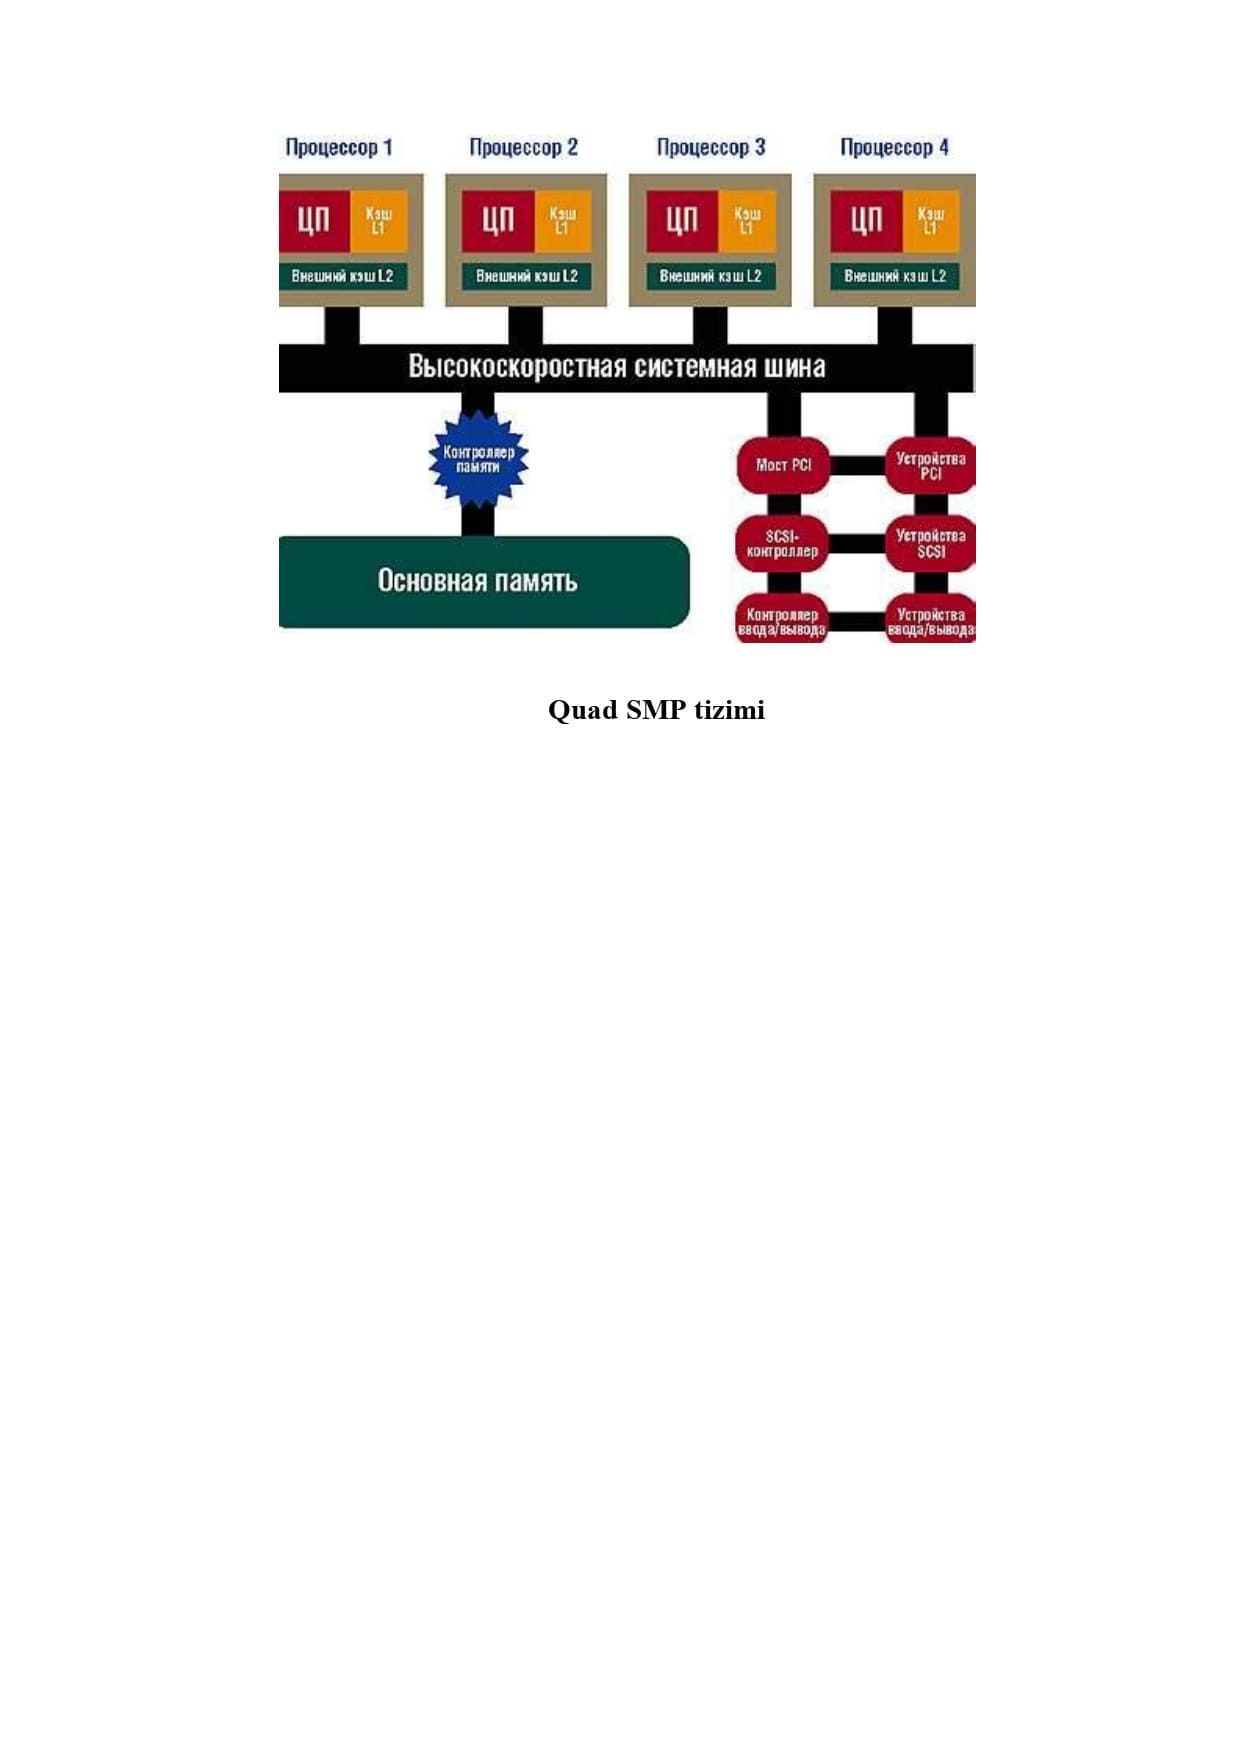 Процессор 1 Процессор 2 Процессор 3 Процессор 4
ЦП Кэш L1 ЦП Кэш L1 ЦП Кэш L1 ЦП Кэш L1
Внешний кэш L2 Внешний кэш L2 Внешний кэш L2 Внешний кэш L2
Высокоскоростная системная шина
Контроллер
памяти
Основная память
Мост PCI
Устройства
PCI
SCSI-
контроллер
Устройства
SCSI
Контроллер
ввода/вывода
Устройства
ввода/вывода
Quad SMP tizimi